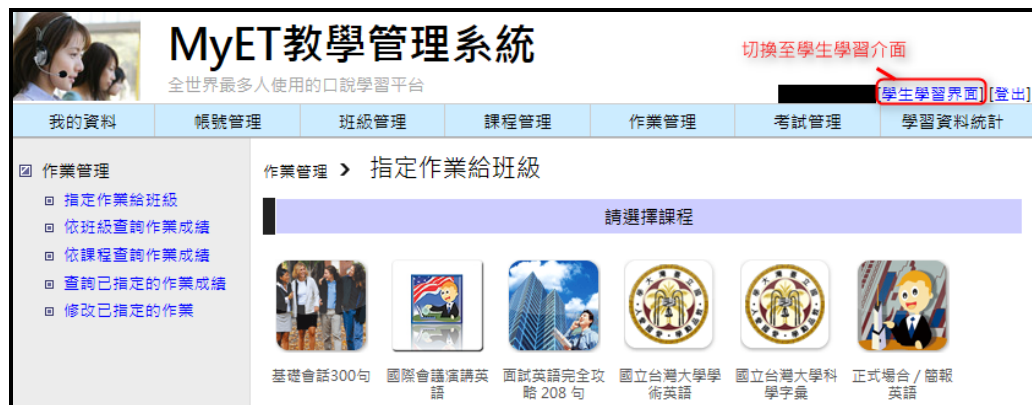 MyET教學管理系統
全世界最多人使用的口說學習平台
切換至學生學習介面
[學生學習界面] [登出]
我的資料 帳號管理 班級管理 課程管理 作業管理 考試管理 學習資料統計
作業管理
指定作業給班級
依班級查詢作業成績
依課程查詢作業成績
查詢已指定的作業成績
修改已指定的作業
作業管理 > 指定作業給班級
請選擇課程
基礎會話300句
國際會議演講英
語
面試英語完全攻
略 208 句
國立台灣大學學
術英語
國立台灣大學科
學字彙
正式場合 / 簡報
英語